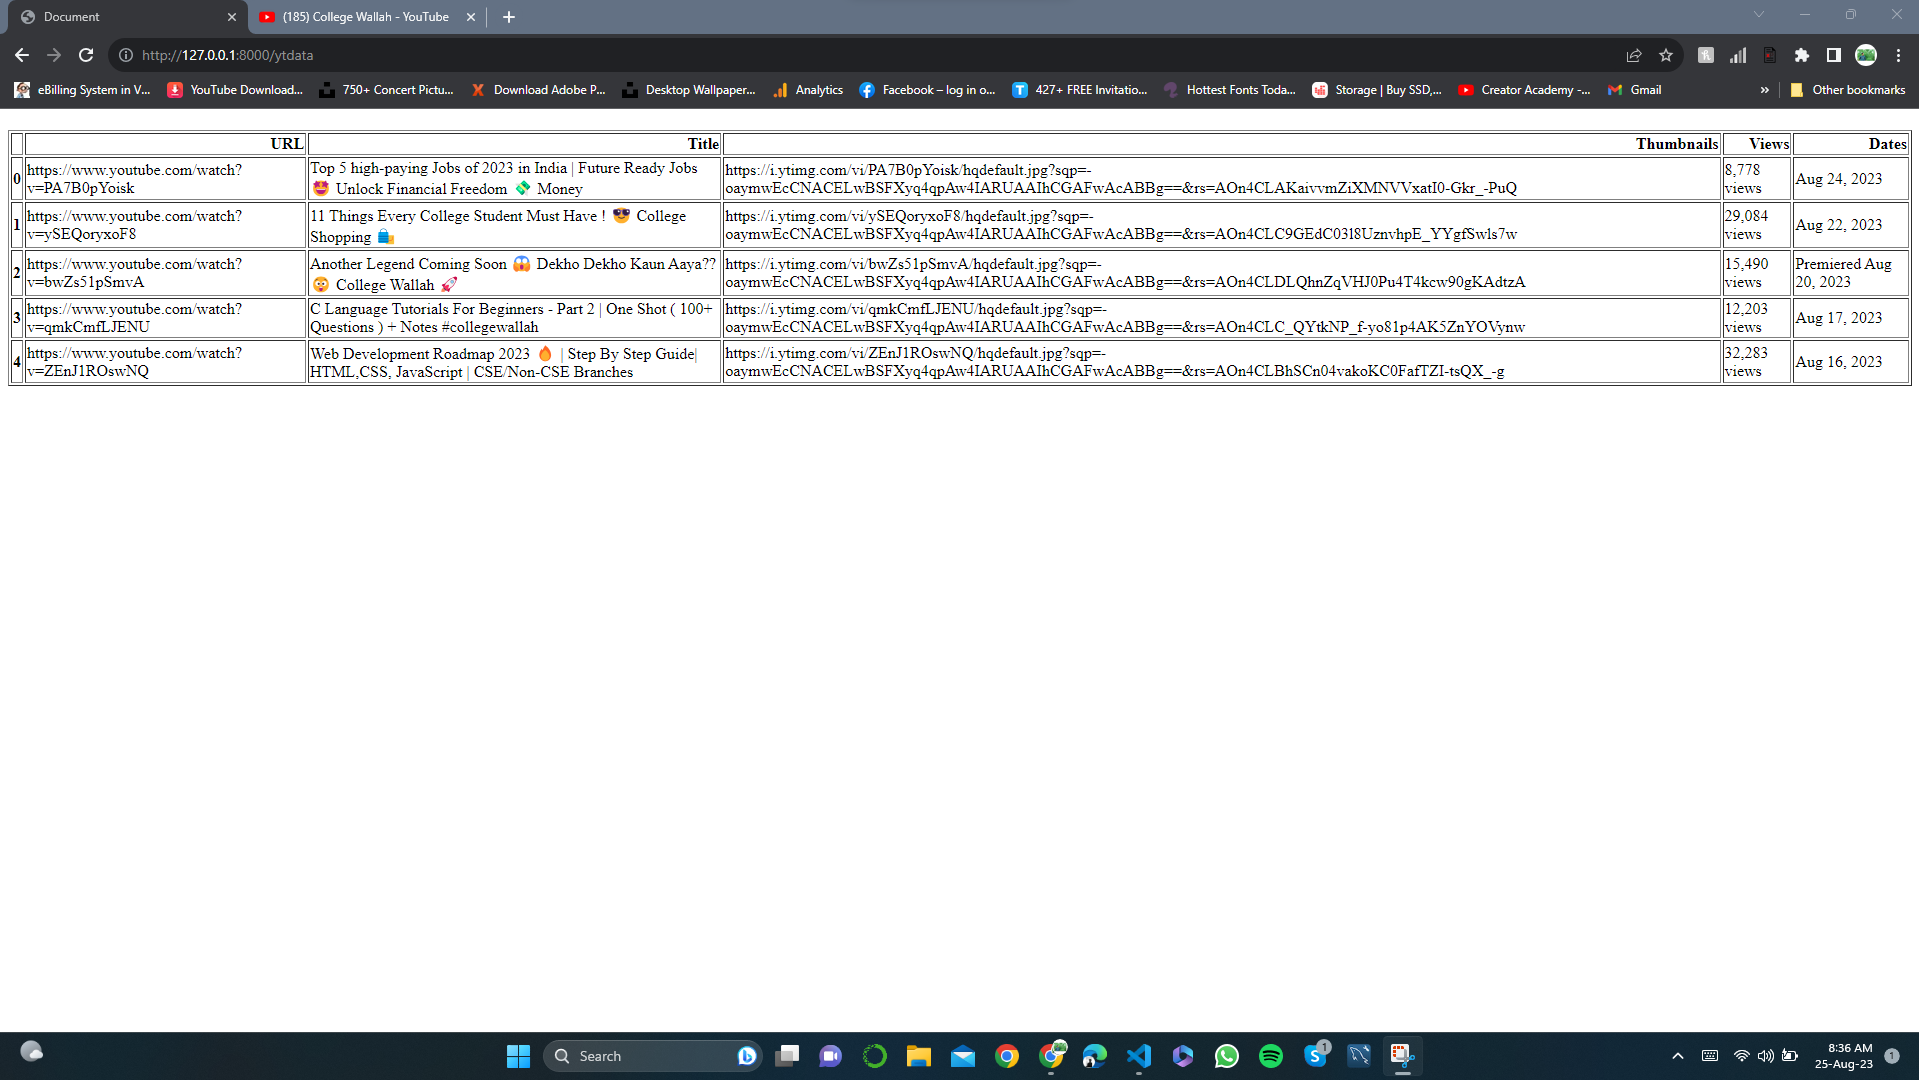 Document
(185) College Wallah - YouTube
http://127.0.0.1:8000/ytdata
eBilling System in V...
YouTube Download...
750+ Concert Pictu...
Download Adobe P...
Desktop Wallpaper...
Analytics
Facebook – log in o...
427+ FREE Invitatio...
Hottest Fonts Toda...
Storage | Buy SSD,...
Creator Academy -...
Gmail
»
Other bookmarks
URL Title Thumbnails Views Dates
0
https://www.youtube.com/watch?
v=PA7B0pYoisk
Top 5 high-paying Jobs of 2023 in India | Future Ready Jobs
🤩 Unlock Financial Freedom 💸 Money
https://i.ytimg.com/vi/PA7B0pYoisk/hqdefault.jpg?sqp=-
oaymwEcCNACELwBSFXyq4qpAw4IARUAAIhCGAFwAcABBg==&rs=AOn4CLAKaivvmZiXMNVVxatI0-Gkr_-PuQ
8,778
views
Aug 24, 2023
1
https://www.youtube.com/watch?
v=ySEQoryxoF8
11 Things Every College Student Must Have ! 😎 College
Shopping 🛍️
https://i.ytimg.com/vi/ySEQoryxoF8/hqdefault.jpg?sqp=-
oaymwEcCNACELwBSFXyq4qpAw4IARUAAIhCGAFwAcABBg==&rs=AOn4CLC9GEdC03l8UznvhpE_YYgfSwls7w
29,084
views
Aug 22, 2023
2
https://www.youtube.com/watch?
v=bwZs51pSmvA
Another Legend Coming Soon 😱 Dekho Dekho Kaun Aaya??
😳 College Wallah 🚀
https://i.ytimg.com/vi/bwZs51pSmvA/hqdefault.jpg?sqp=-
oaymwEcCNACELwBSFXyq4qpAw4IARUAAIhCGAFwAcABBg==&rs=AOn4CLDLQhnZqVHJ0Pu4T4kcw90gKAdtzA
15,490
views
Premiered Aug
20, 2023
3
https://www.youtube.com/watch?
v=qmkCmfLJENU
C Language Tutorials For Beginners - Part 2 | One Shot ( 100+
Questions ) + Notes #collegewallah
https://i.ytimg.com/vi/qmkCmfLJENU/hqdefault.jpg?sqp=-
oaymwEcCNACELwBSFXyq4qpAw4IARUAAIhCGAFwAcABBg==&rs=AOn4CLC_QYtkNP_f-yo81p4AK5ZnYOVynw
12,203
views
Aug 17, 2023
4
https://www.youtube.com/watch?
v=ZEnJ1ROswNQ
Web Development Roadmap 2023 🔥 | Step By Step Guide|
HTML,CSS, JavaScript | CSE/Non-CSE Branches
https://i.ytimg.com/vi/ZEnJ1ROswNQ/hqdefault.jpg?sqp=-
oaymwEcCNACELwBSFXyq4qpAw4IARUAAIhCGAFwAcABBg==&rs=AOn4CLBhSCn04vakoKC0FafTZI-tsQX_-g
32,283
views
Aug 16, 2023
Search
1
8:36 AM
25-Aug-23
1